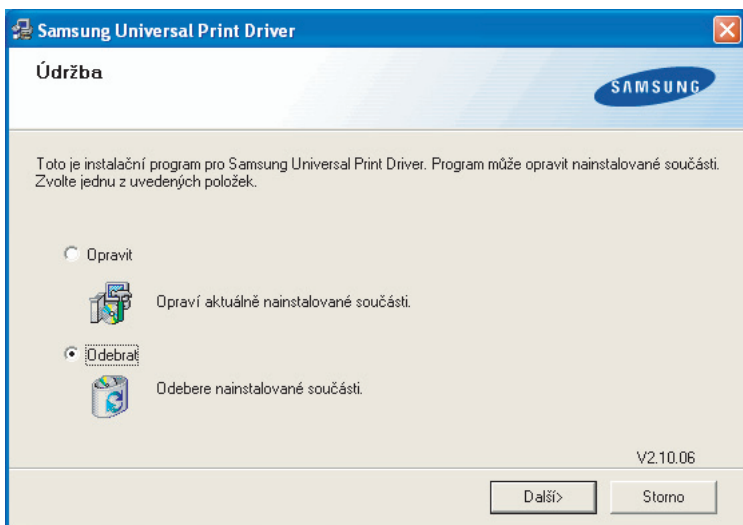 Samsung Universal Print Driver
Údržba
SAMSUNG
Toto je instalační program pro Samsung Universal Print Driver. Program může opravit nainstalované součásti.
Zvolte jednu z uvedených položek.
Opravit
Opraví aktuálně nainstalované součásti.
Odebrat
Odebere nainstalované součásti.
V2.10.06
Další>
Storno